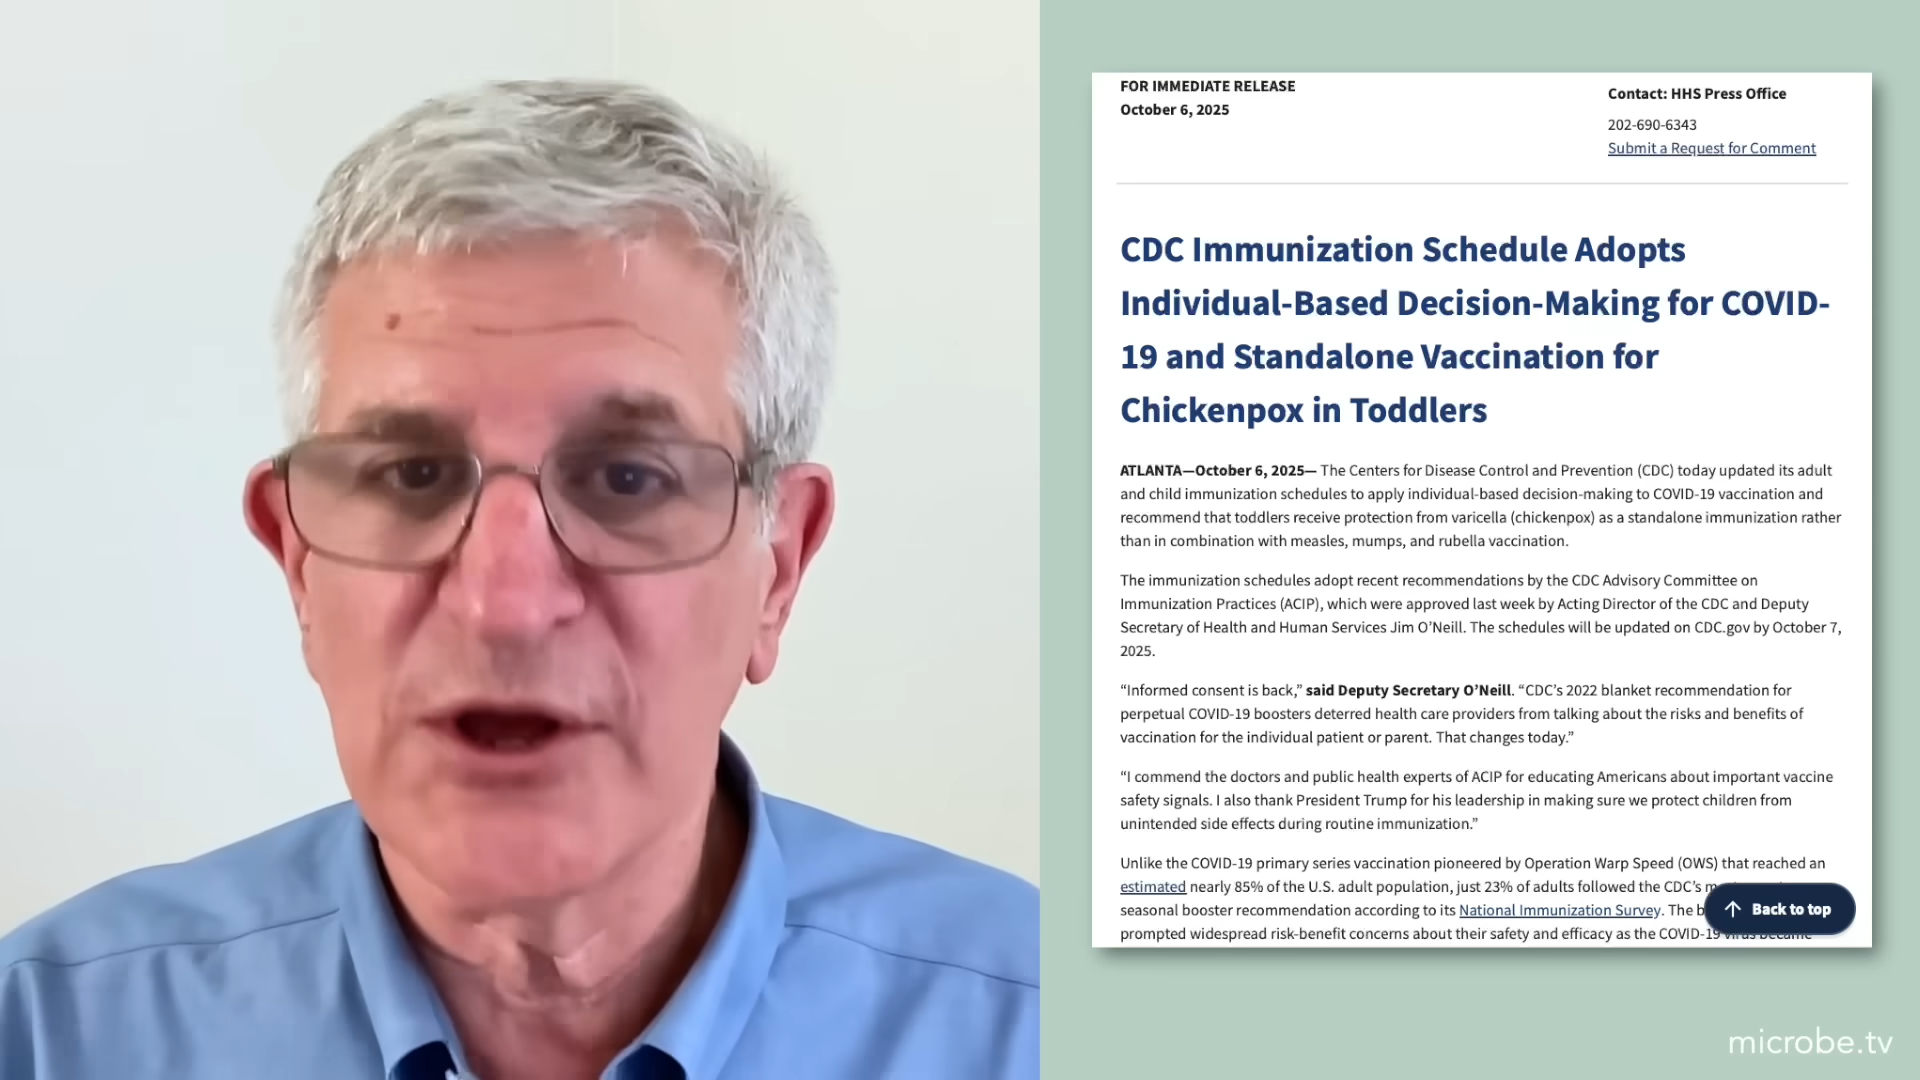 FOR IMMEDIATE RELEASE
October 6, 2025
Contact: HHS Press Office
202-690-6343
Submit a Request for Comment
CDC Immunization Schedule Adopts
Individual-Based Decision-Making for COVID-
19 and Standalone Vaccination for
Chickenpox in Toddlers
ATLANTA—October 6, 2025— The Centers for Disease Control and Prevention (CDC) today updated its adult
and child immunization schedules to apply individual-based decision-making to COVID-19 vaccination and
recommend that toddlers receive protection from varicella (chickenpox) as a standalone immunization rather
than in combination with measles, mumps, and rubella vaccination.
The immunization schedules adopt recent recommendations by the CDC Advisory Committee on
Immunization Practices (ACIP), which were approved last week by Acting Director of the CDC and Deputy
Secretary of Health and Human Services Jim O’Neill. The schedules will be updated on CDC.gov by October 7,
2025.
“Informed consent is back,” said Deputy Secretary O’Neill. “CDC’s 2022 blanket recommendation for
perpetual COVID-19 boosters deterred health care providers from talking about the risks and benefits of
vaccination for the individual patient or parent. That changes today.”
“I commend the doctors and public health experts of ACIP for educating Americans about important vaccine
safety signals. I also thank President Trump for his leadership in making sure we protect children from
unintended side effects during routine immunization.”
Unlike the COVID-19 primary series vaccination pioneered by Operation Warp Speed (OWS) that reached an
estimated nearly 85% of the U.S. adult population, just 23% of adults followed the CDC’s
seasonal booster recommendation according to its National Immunization Survey. The
prompted widespread risk-benefit concerns about their safety and efficacy as the COVID-19 virus became
Back to top
microbe.tv